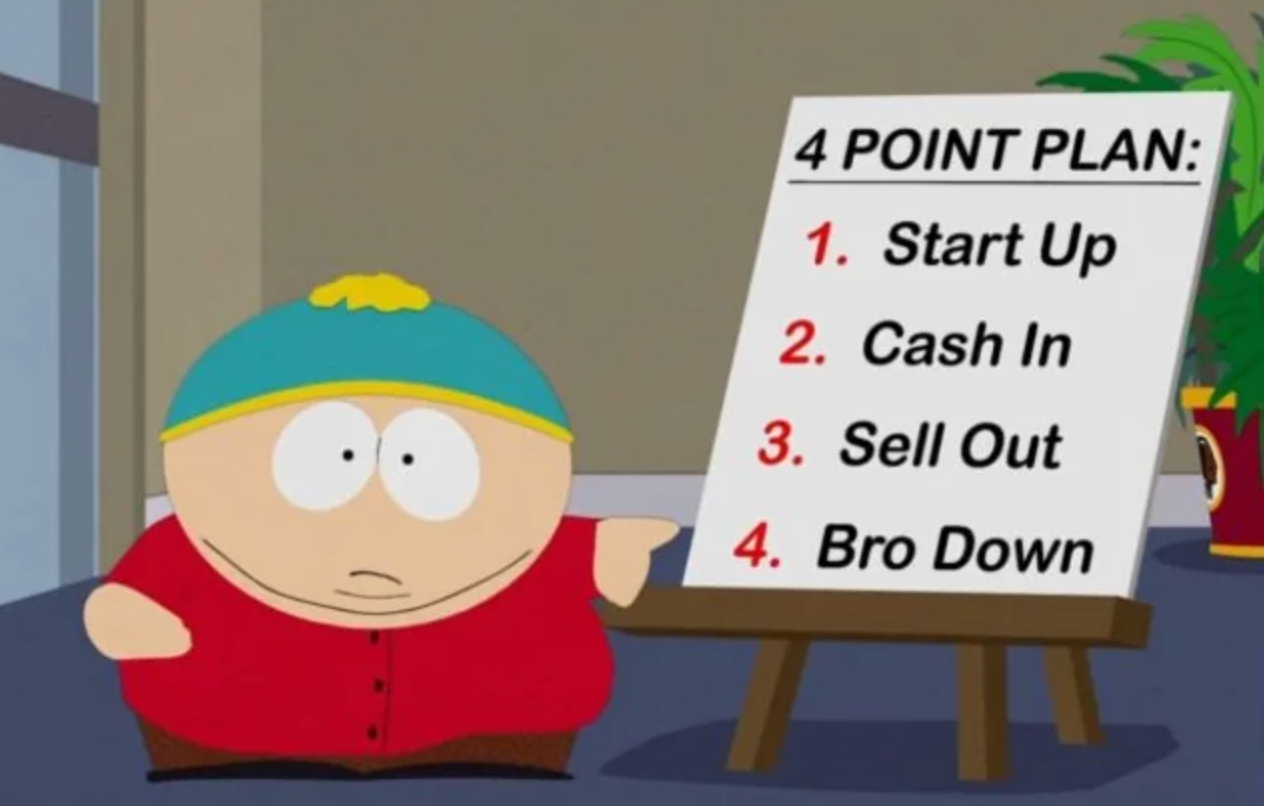 4 POINT PLAN:
1. Start Up
2. Cash In
3. Sell Out
4. Bro Down